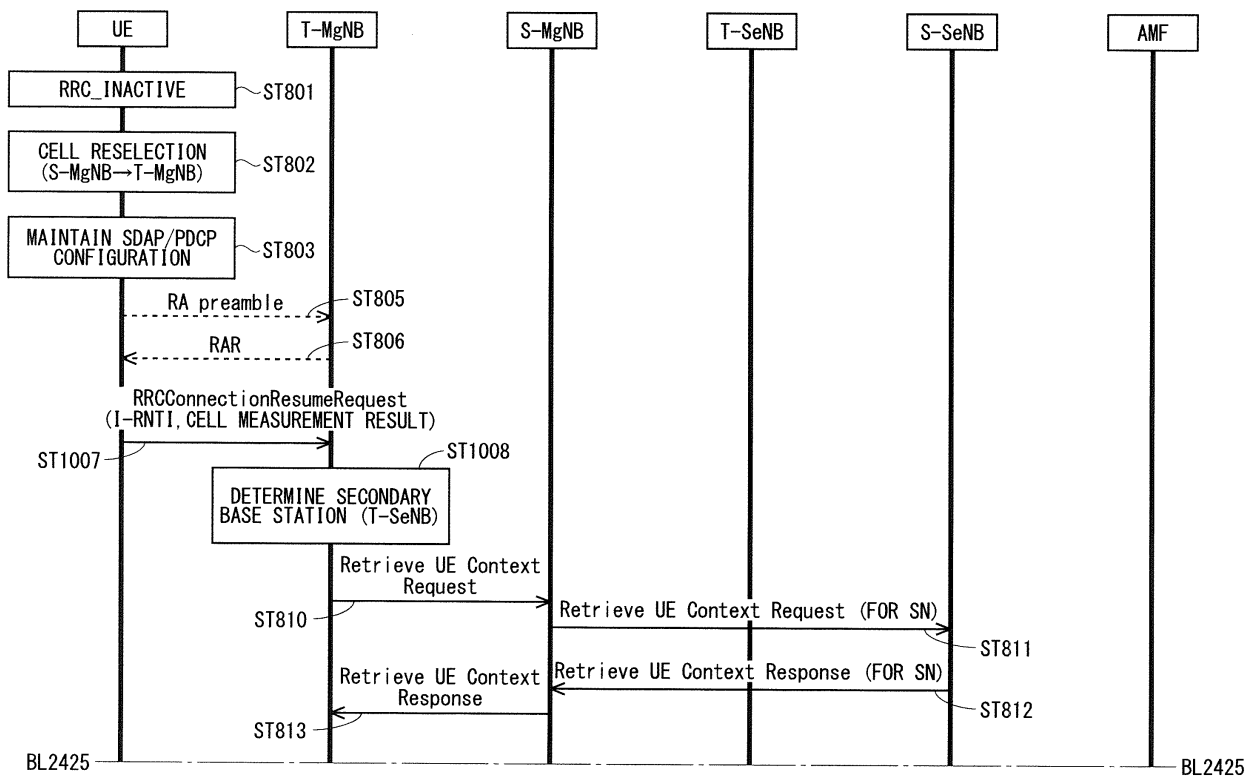 UE
T-MgNB
S-MgNB
T-SeNB
S-SeNB
AMF
RRC_INACTIVE
ST801
CELL RESELECTION
(S-MgNB→T-MgNB)
ST802
MAINTAIN SDAP/PDCP
CONFIGURATION
ST803
RA preamble
ST805
RAR
ST806
RRCConnectionResumeRequest
(I-RNTI, CELL MEASUREMENT RESULT)
ST1007
ST1008
DETERMINE SECONDARY
BASE STATION (T-SeNB)
Retrieve UE Context
Request
ST810
Retrieve UE Context Request (FOR SN)
ST811
Retrieve UE Context Response (FOR SN)
ST812
Retrieve UE Context
Response
ST813
BL2425
BL2425